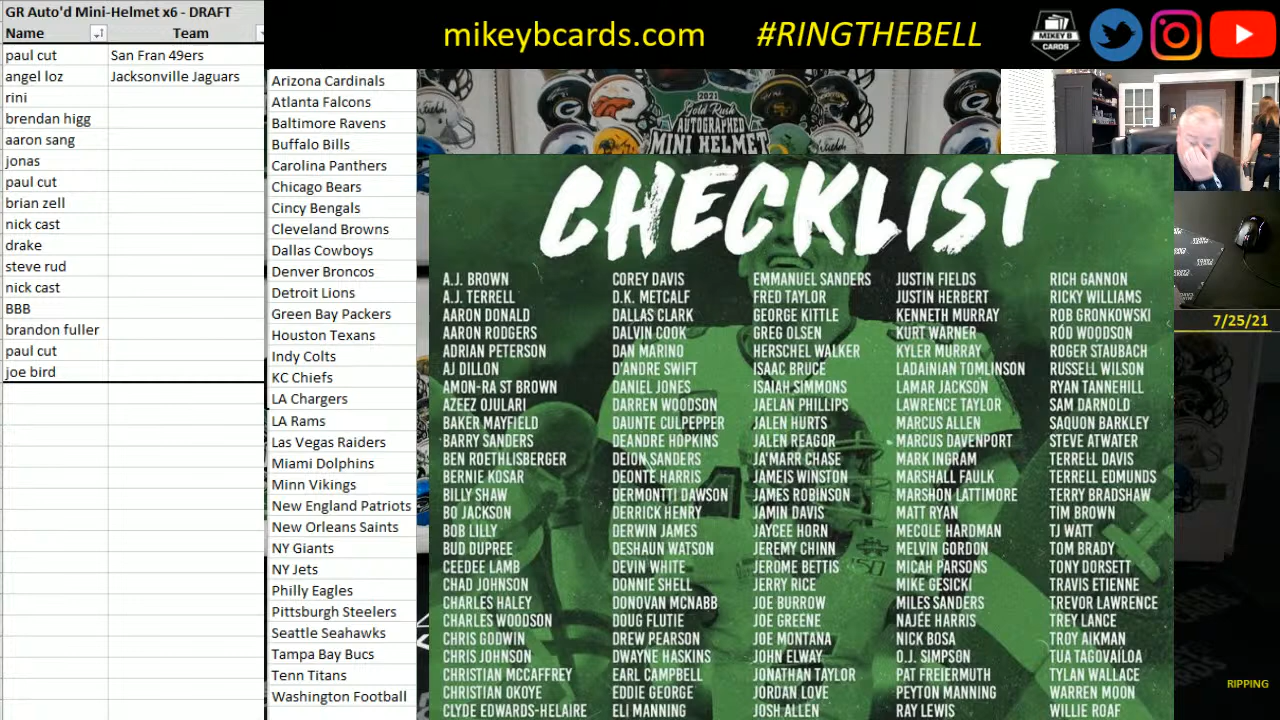 GR Auto'd Mini-Helmet x6 - DRAFT
Name Team
paul cut San Fran 49ers
angel loz Jacksonville Jaguars
rini
brendan higg
aaron sang
jonas
paul cut
brian zell
nick cast
drake
steve rud
nick cast
BBB
brandon fuller
paul cut
joe bird
Arizona Cardinals
Atlanta Falcons
Baltimore Ravens
Buffalo Bills
Carolina Panthers
Chicago Bears
Cincy Bengals
Cleveland Browns
Dallas Cowboys
Denver Broncos
Detroit Lions
Green Bay Packers
Houston Texans
Indy Colts
KC Chiefs
LA Chargers
LA Rams
Las Vegas Raiders
Miami Dolphins
Minn Vikings
New England Patriots
New Orleans Saints
NY Giants
NY Jets
Philly Eagles
Pittsburgh Steelers
Seattle Seahawks
Tampa Bay Bucs
Tenn Titans
Washington Football
mikeybcards.com #RINGTHEBELL
MIKEY B
CARDS
2021
Gold Rush
AUTOGRAPHED
MINI HELMET
CHECKLIST
A.J. BROWN
A.J. TERRELL
AARON DONALD
AARON RODGERS
ADRIAN PETERSON
AJ DILLON
AMON-RA ST BROWN
AZEEZ OJULARI
BAKER MAYFIELD
BARRY SANDERS
BEN ROETHLISBERGER
BERNIE KOSAR
BILLY SHAW
BO JACKSON
BOB LILLY
BUD DUPREE
CEEDEE LAMB
CHAD JOHNSON
CHARLES HALEY
CHARLES WOODSON
CHRIS GODWIN
CHRIS JOHNSON
CHRISTIAN MCCAFFREY
CHRISTIAN OKOYE
CLYDE EDWARDS-HELAIRE
COREY DAVIS
D.K. METCALF
DALLAS CLARK
DALVIN COOK
DAN MARINO
D'ANDRE SWIFT
DANIEL JONES
DARREN WOODSON
DAUNTE CULPEPPER
DEANDRE HOPKINS
DEION SANDERS
DEONTE HARRIS
DERMONTTI DAWSON
DERRICK HENRY
DERWIN JAMES
DESHAUN WATSON
DEVIN WHITE
DONNIE SHELL
DONOVAN MCNABB
DOUG FLUTIE
DREW PEARSON
DWAYNE HASKINS
EARL CAMPBELL
EDDIE GEORGE
ELI MANNING
EMMANUEL SANDERS
FRED TAYLOR
GEORGE KITTLE
GREG OLSEN
HERSCHEL WALKER
ISAAC BRUCE
ISAIAH SIMMONS
JAELAN PHILLIPS
JALEN HURTS
JALEN REAGOR
JA'MARR CHASE
JAMEIS WINSTON
JAMES ROBINSON
JAMIN DAVIS
JAYCEE HORN
JEREMY CHINN
JEROME BETTIS
JERRY RICE
JOE BURROW
JOE GREENE
JOE MONTANA
JOHN ELWAY
JONATHAN TAYLOR
JORDAN LOVE
JOSH ALLEN
JUSTIN FIELDS
JUSTIN HERBERT
KENNETH MURRAY
KURT WARNER
KYLER MURRAY
LADAINIAN TOMLINSON
LAMAR JACKSON
LAWRENCE TAYLOR
MARCUS ALLEN
MARCUS DAVENPORT
MARK INGRAM
MARSHALL FAULK
MARSHON LATTIMORE
MATT RYAN
MECOLE HARDMAN
MELVIN GORDON
MICAH PARSONS
MIKE GESICKI
MILES SANDERS
NAJEE HARRIS
NICK BOSA
O.J. SIMPSON
PAT FREIERMUTH
PEYTON MANNING
RAY LEWIS
RICH GANNON
RICKY WILLIAMS
ROB GRONKOWSKI
ROD WOODSON
ROGER STAUBACH
RUSSELL WILSON
RYAN TANNEHILL
SAM DARNOLD
SAQUON BARKLEY
STEVE ATWATER
TERRELL DAVIS
TERRELL EDMUNDS
TERRY BRADSHAW
TIM BROWN
TJ WATT
TOM BRADY
TONY DORSETT
TRAVIS ETIENNE
TREVOR LAWRENCE
TREY LANCE
TROY AIKMAN
TUA TAGOVAILOA
TYLAN WALLACE
WARREN MOON
WILLIE ROAF
7/25/21
RIPPING